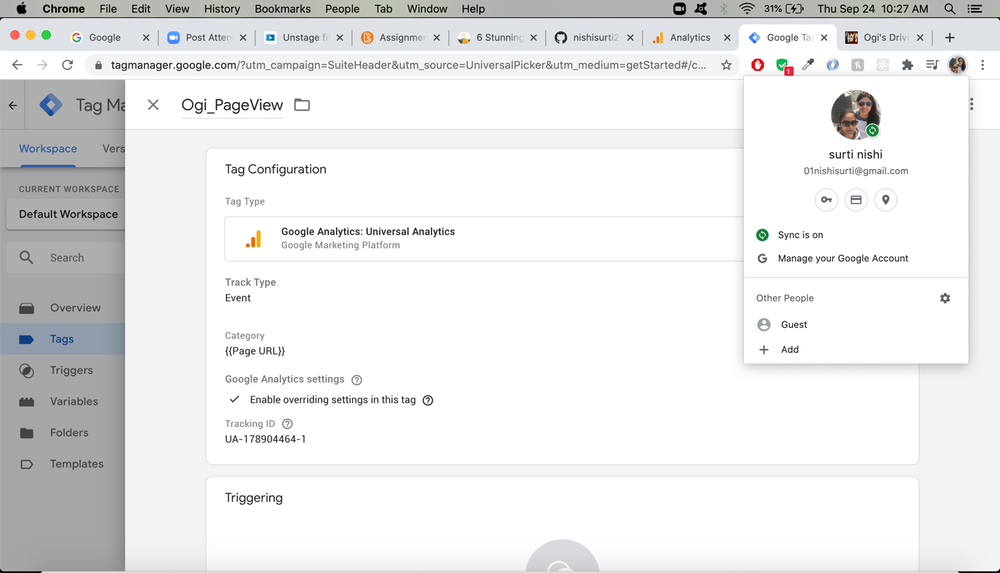 Chrome File Edit View History Bookmarks People Tab Window Help 31% Thu Sep 24 10:27 AM
Google Post Atten Unstage fil Assignmen 6 Stunning nishisurti2 Analytics Google Ta Ogi's Drivi
tagmanager.google.com/?utm_campaign=SuiteHeader&utm_source=UniversalPicker&utm_medium=getStarted#/c...
1
Tag Ma
Ogi_PageView
Workspace Vers
CURRENT WORKSPACE
Default Workspace
Search
Overview
Tags
Triggers
Variables
Folders
Templates
Tag Configuration
Tag Type
Google Analytics: Universal Analytics
Google Marketing Platform
Track Type
Event
Category
{{Page URL}}
Google Analytics settings
Enable overriding settings in this tag
Tracking ID
UA-178904464-1
Triggering
surti nishi
01nishisurti@gmail.com
Sync is on
Manage your Google Account
Other People
Guest
Add